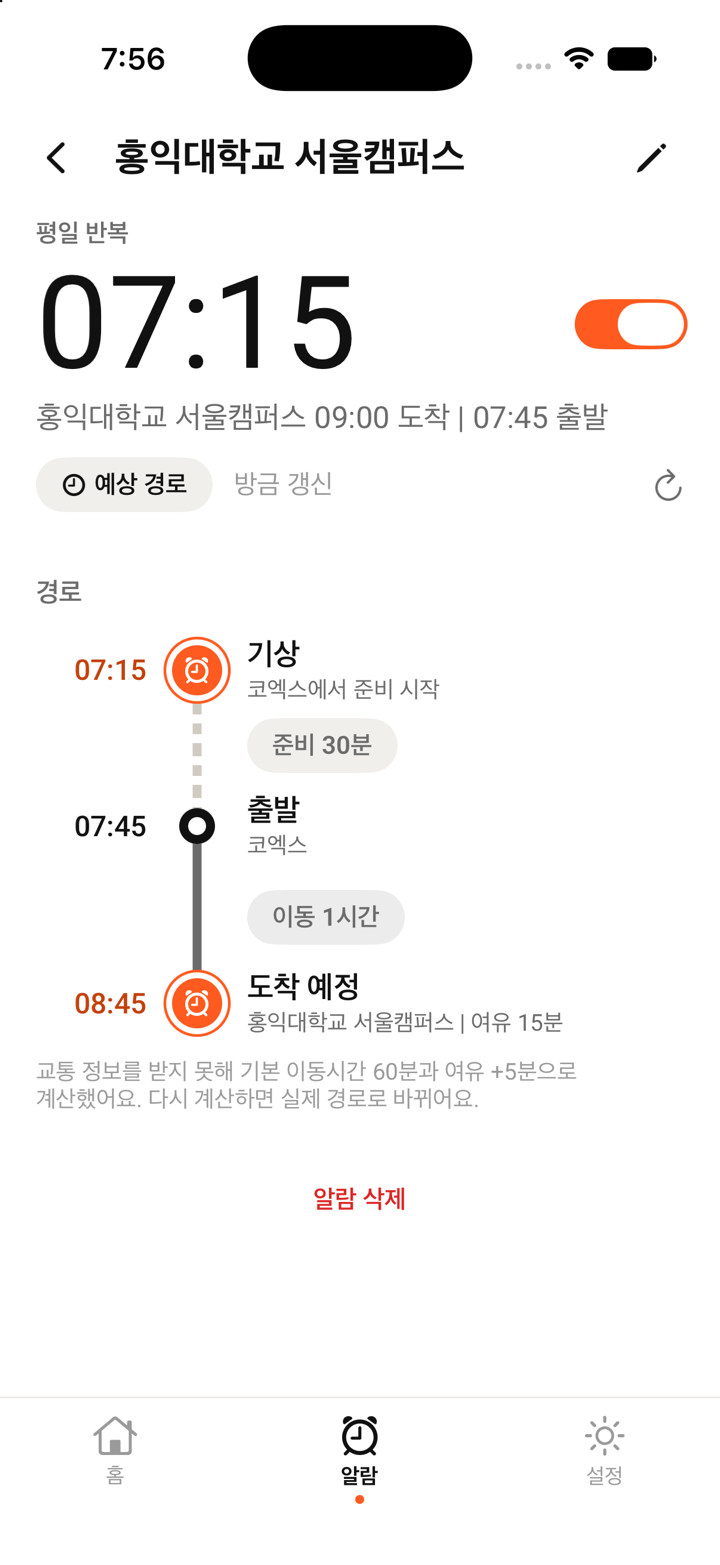 7:56
홍익대학교 서울캠퍼스
평일 반복
07:15
홍익대학교 서울캠퍼스 09:00 도착 | 07:45 출발
예상 경로 방금 갱신
경로
07:15 기상
코엑스에서 준비 시작
준비 30분
07:45 출발
코엑스
이동 1시간
08:45 도착 예정
홍익대학교 서울캠퍼스 | 여유 15분
교통 정보를 받지 못해 기본 이동시간 60분과 여유 +5분으로
계산했어요. 다시 계산하면 실제 경로로 바뀌어요.
알람 삭제
홈 알람 설정